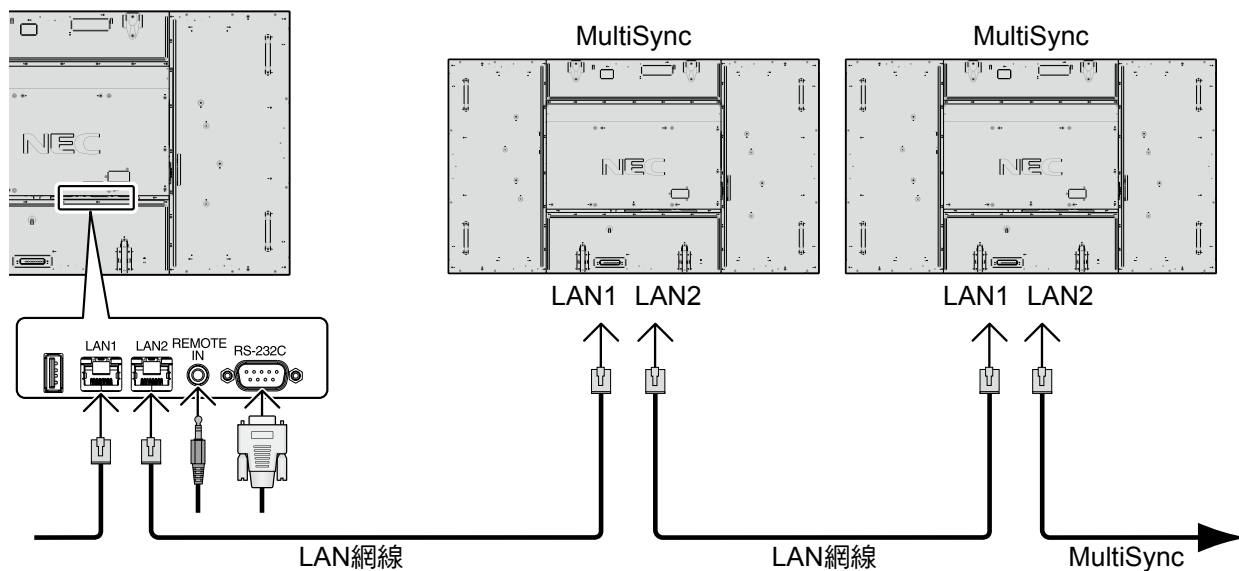 MultiSync
MultiSync
NEC
NEC
NEC
LAN1 LAN2
LAN1 LAN2
LAN1 LAN2 REMOTE IN RS-232C
LAN網線
LAN網線
MultiSync